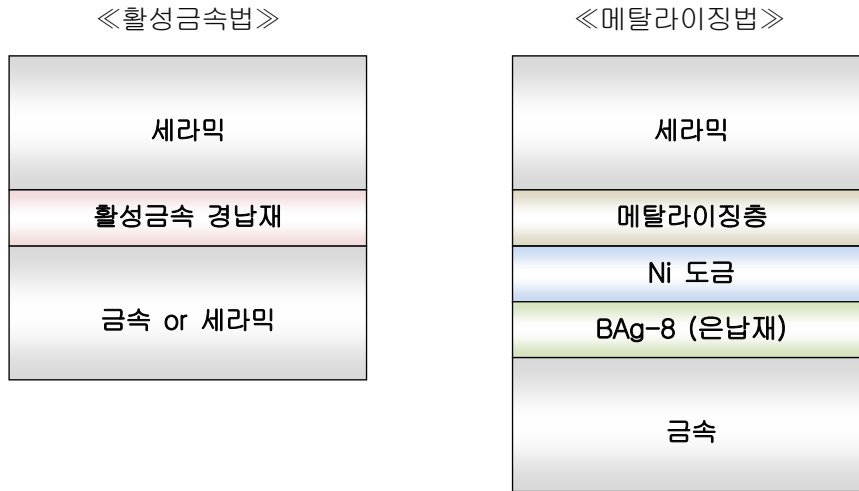 ≪활성금속법≫
세라믹
활성금속 경납재
금속 or 세라믹
≪메탈라이징법≫
세라믹
메탈라이징층
Ni 도금
BAg-8 (은납재)
금속